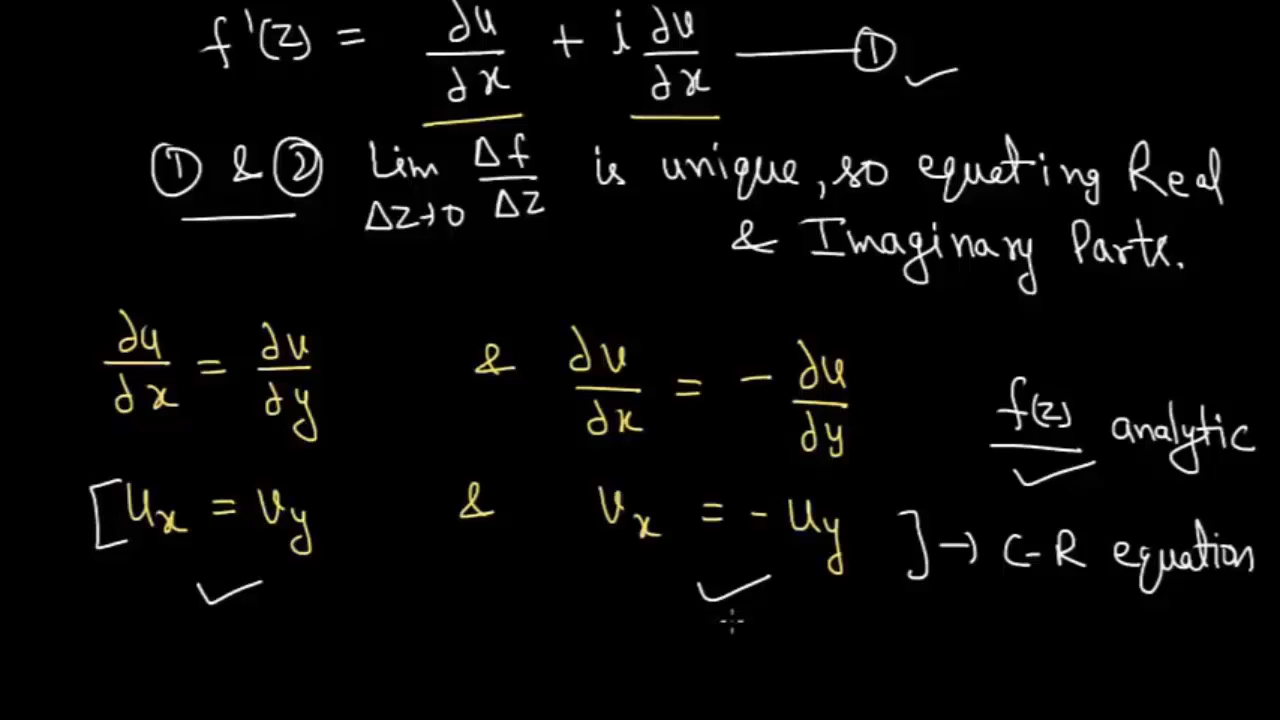 f'(z) = ∂u/∂x + i ∂v/∂x —— ①
① & ② Lim Δz→0 Δf/Δz is unique, so equating Real
& Imaginary Parts.
∂u/∂x = ∂v/∂y & ∂v/∂x = - ∂u/∂y
f(z) analytic
[ux = vy & vx = - uy] → C-R equation